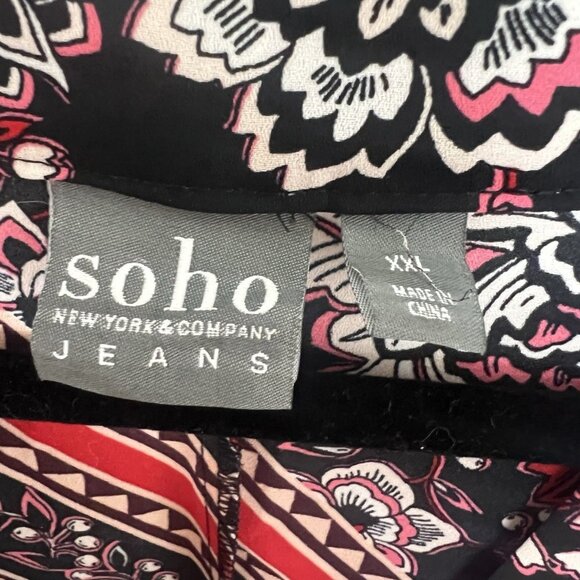 soho
NEW YORK & COMPANY
JEANS
XXL
MADE IN
CHINA